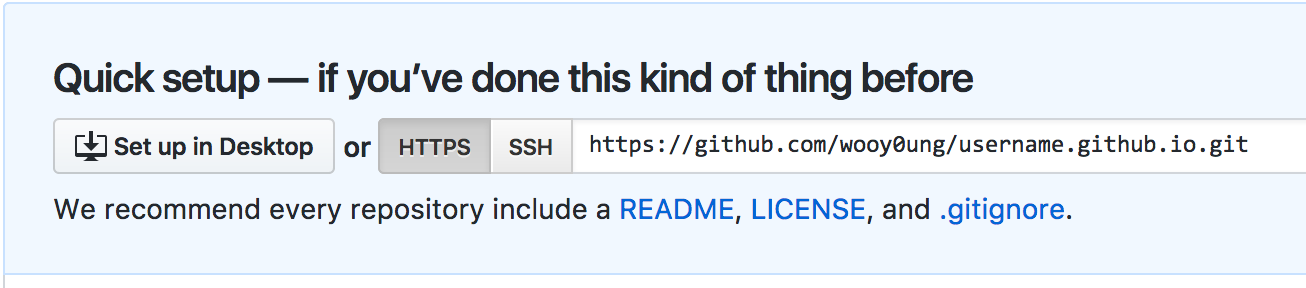 Quick setup — if you’ve done this kind of thing before
Set up in Desktop or HTTPS SSH https://github.com/wooy0ung/username.github.io.git
We recommend every repository include a README, LICENSE, and .gitignore.